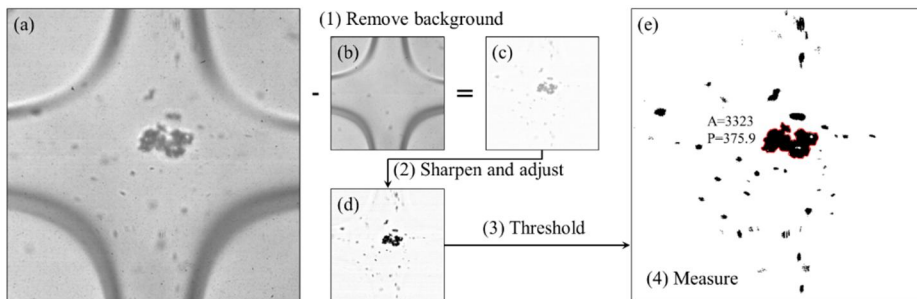 (a)
(1) Remove background
(b)
-
=
(c)
(2) Sharpen and adjust
(d)
(3) Threshold
(e)
A=3323
P=375.9
(4) Measure